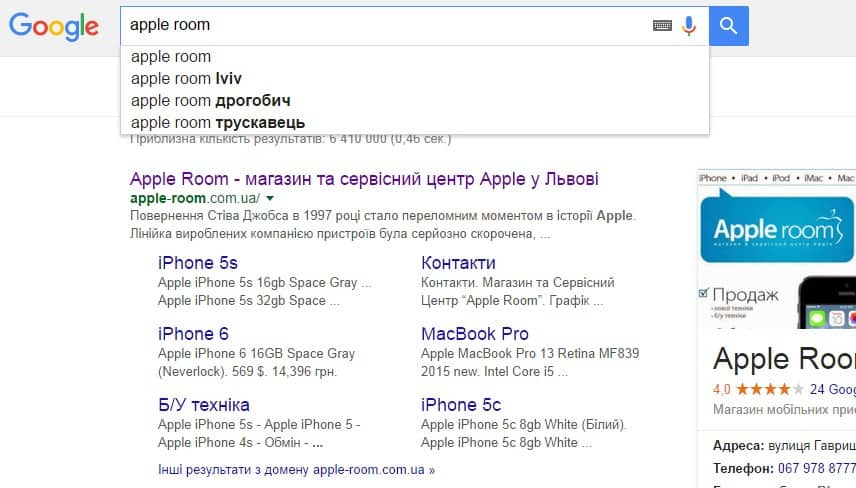 Google
apple room
apple room
apple room lviv
apple room дрогобич
apple room трускавець
Приблизна кількість результатів: 6 410 000 (0,46 сек.)
Apple Room - магазин та сервісний центр Apple у Львові
apple-room.com.ua/
Повернення Стіва Джобса в 1997 році стало переломним моментом в історії Apple.
Лінійка вироблених компанією пристроїв була серйозно скорочена, ...
iPhone 5s
Apple iPhone 5s 16gb Space Gray ...
Apple iPhone 5s 32gb Space ...
Контакти
Контакти. Магазин та Сервісний
Центр “Apple Room”. Графік ...
iPhone 6
Apple iPhone 6 16GB Space Gray
(Neverlock). 569 $. 14,396 грн.
MacBook Pro
Apple MacBook Pro 13 Retina MF839
2015 new. Intel Core i5 ...
Б/У техніка
Apple iPhone 5s - Apple iPhone 5 -
Apple iPhone 4s - Обмін - ...
iPhone 5c
Apple iPhone 5c 8gb White (Білий).
Apple iPhone 5c 8gb White ...
Інші результати з домену apple-room.com.ua »
iPhone • iPad • iPod • iMac • Mac
Apple room
магазин та сервісний центр Apple
Продаж
- нової техніки
- б/у техніки
Apple Roo
4,0 24 Goog
Магазин мобільних прис
Адреса: вулиця Гавриш
Телефон: 067 978 8777